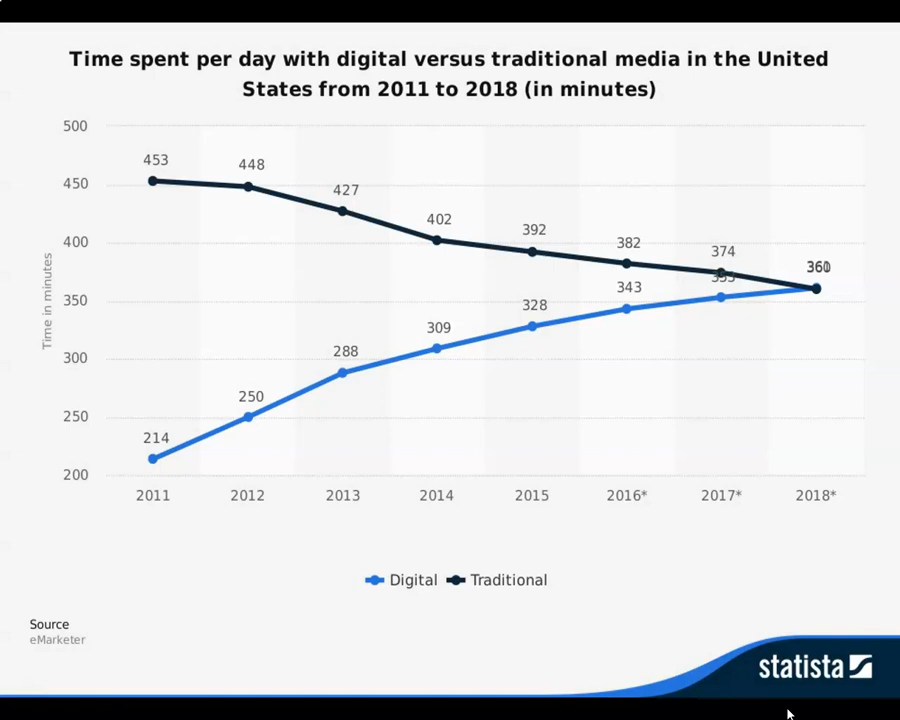 Time spent per day with digital versus traditional media in the United
States from 2011 to 2018 (in minutes)
500
453
448
450
427
402
392
400
382
374
360
353
343
350
328
309
288
300
250
250
214
200
Time in minutes
2011 2012 2013 2014 2015 2016* 2017* 2018*
Digital Traditional
Source
eMarketer
statista